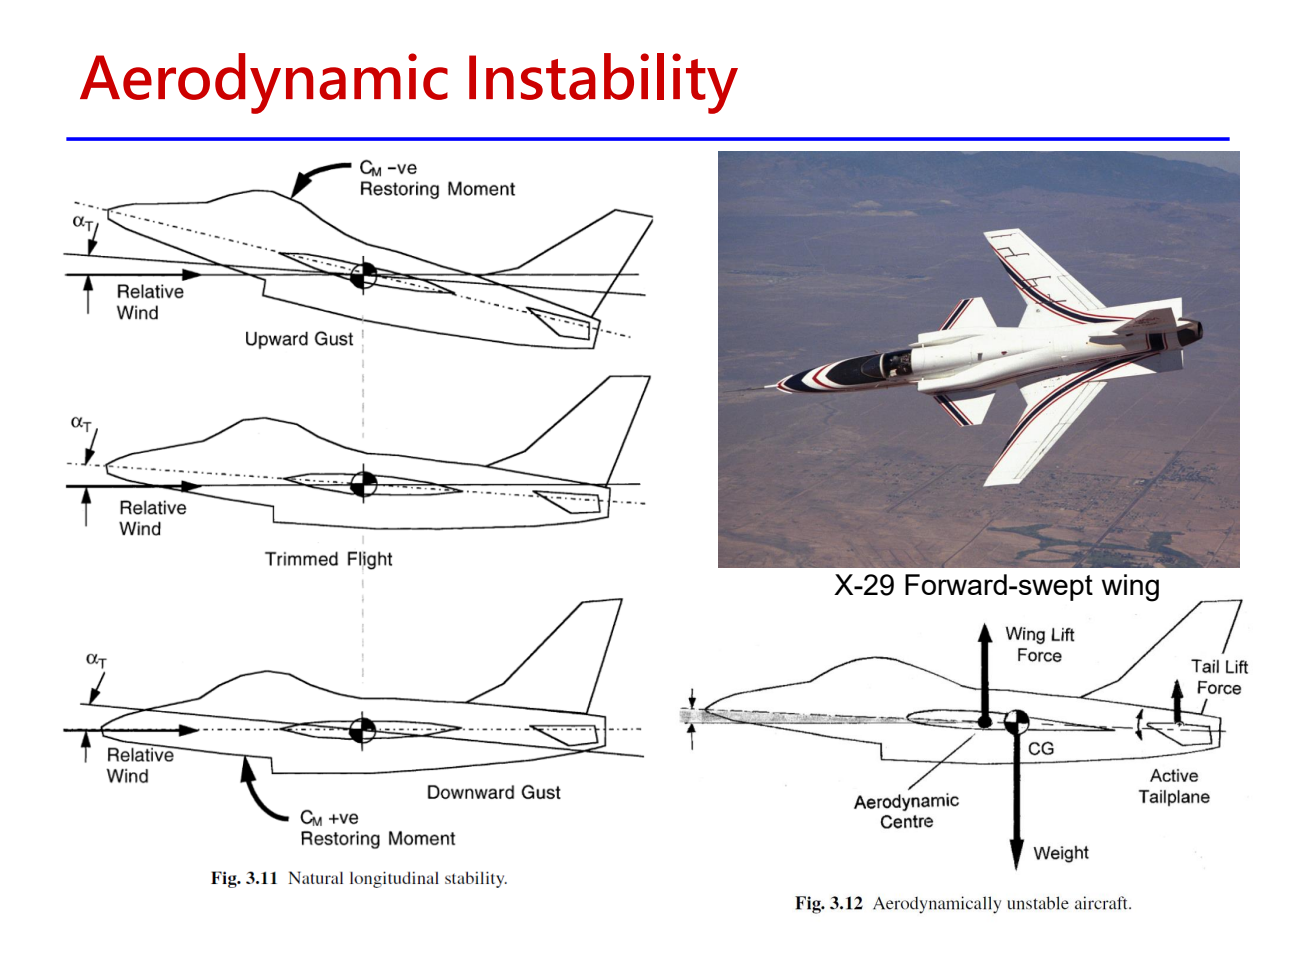 Aerodynamic Instability
C_M –ve
Restoring Moment
α_T
Relative
Wind
Upward Gust
α_T
Relative
Wind
Trimmed Flight
α_T
Relative
Wind
Downward Gust
C_M +ve
Restoring Moment
Fig. 3.11 Natural longitudinal stability.
X-29 Forward-swept wing
Wing Lift
Force
Tail Lift
Force
CG
Active
Tailplane
Aerodynamic
Centre
Weight
Fig. 3.12 Aerodynamically unstable aircraft.